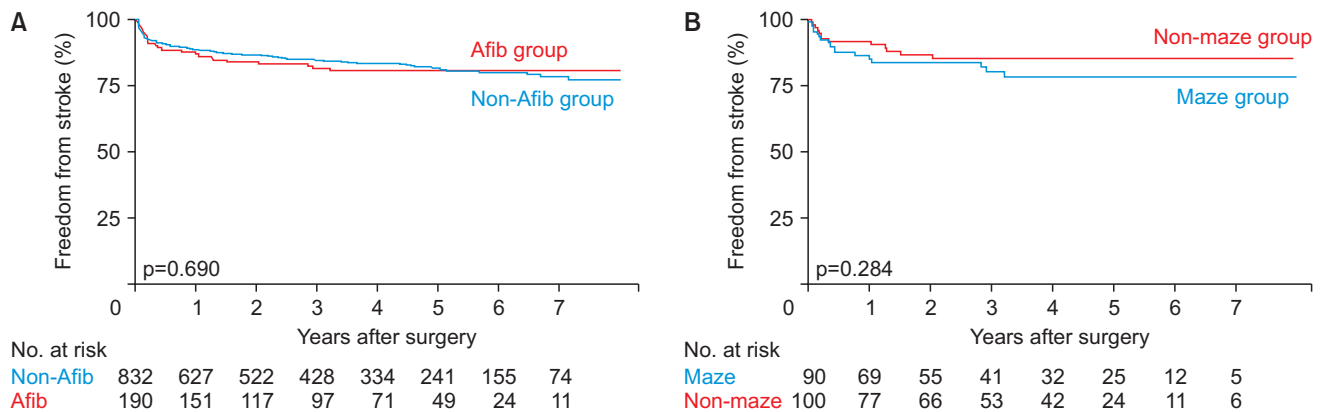 A
Freedom from stroke (%)
100
75
50
25
0
Afib group
Non-Afib group
p=0.690
1 2 3 4 5 6 7
Years after surgery
No. at risk
Non-Afib 832 627 522 428 334 241 155 74
Afib 190 151 117 97 71 49 24 11
B
Freedom from stroke (%)
100
75
50
25
0
Non-maze group
Maze group
p=0.284
1 2 3 4 5 6 7
Years after surgery
No. at risk
Maze 90 69 55 41 32 25 12 5
Non-maze 100 77 66 53 42 24 11 6